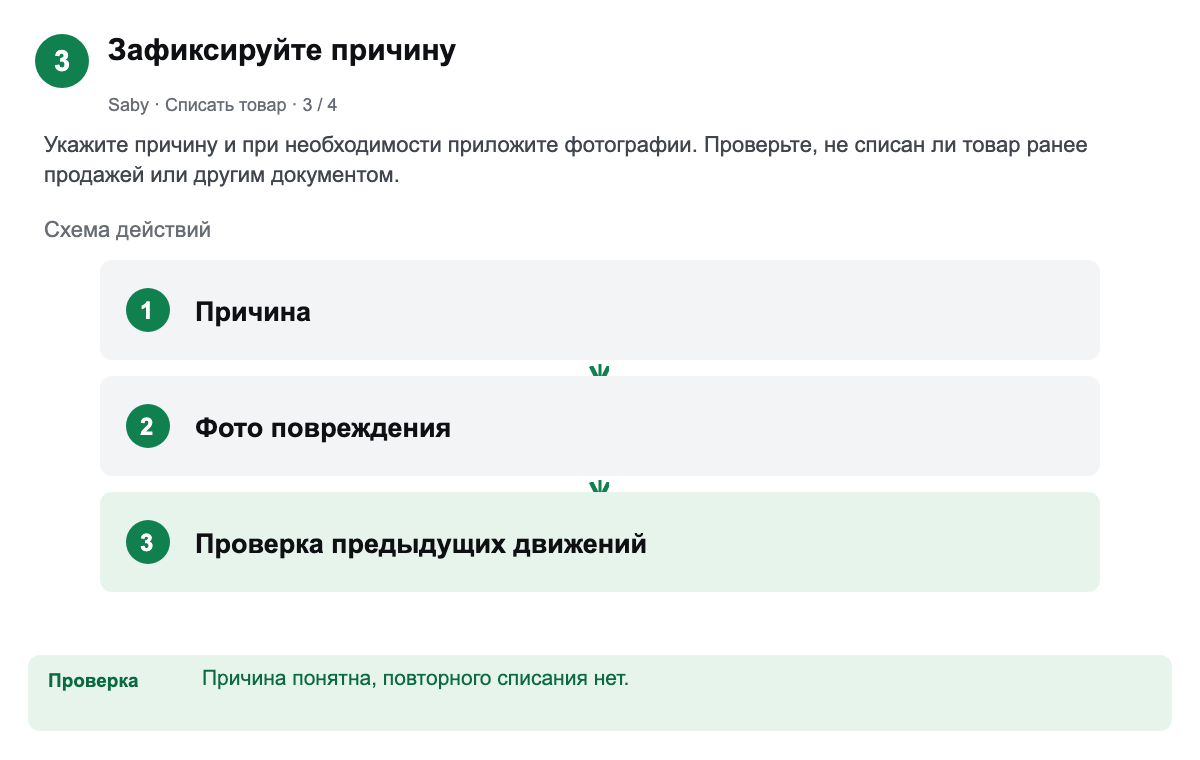 3
Зафиксируйте причину
Saby · Списать товар · 3 / 4
Укажите причину и при необходимости приложите фотографии. Проверьте, не списан ли товар ранее
продажей или другим документом.
Схема действий
1 Причина
2 Фото повреждения
3 Проверка предыдущих движений
Проверка Причина понятна, повторного списания нет.